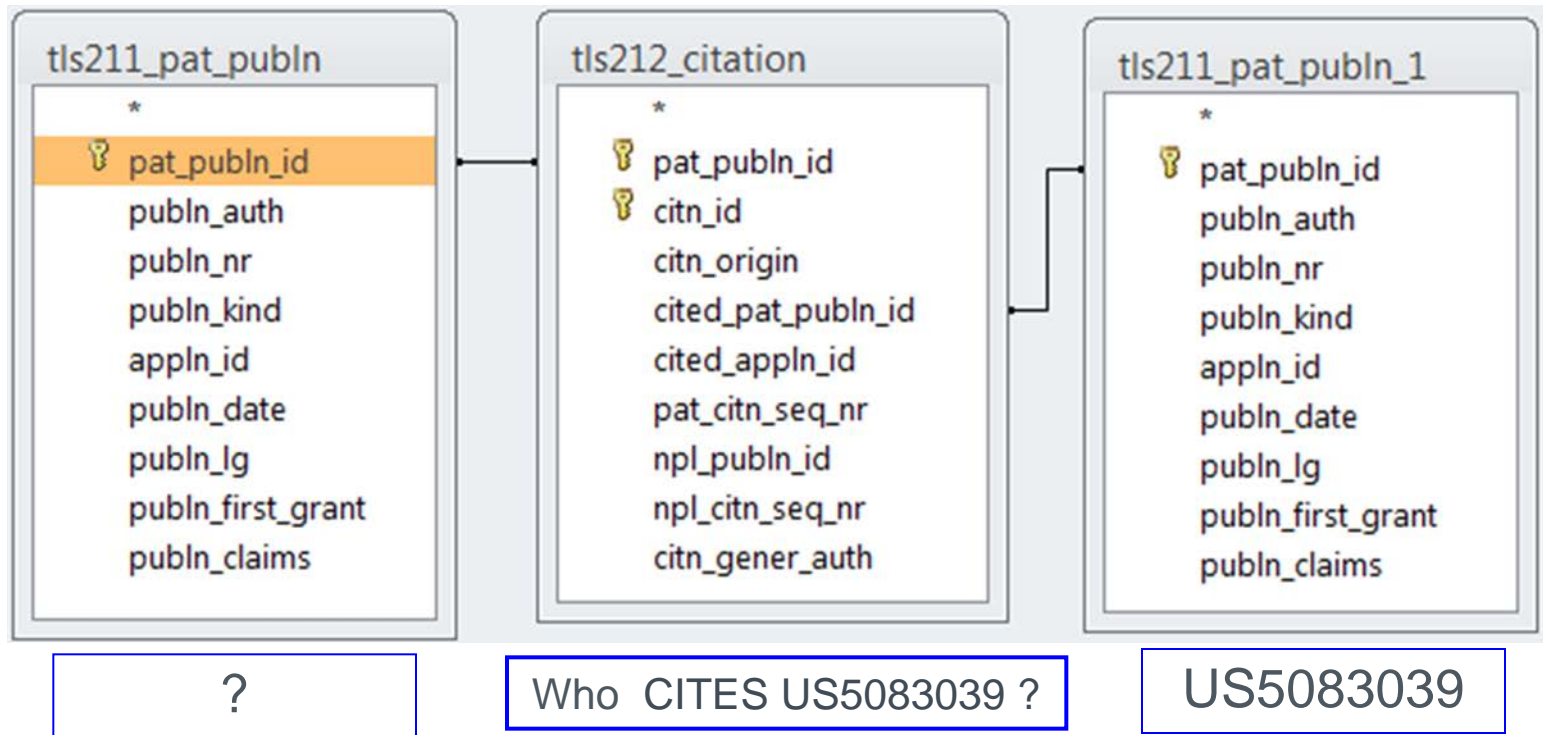 tls211_pat_publn
*
pat_publn_id
publn_auth
publn_nr
publn_kind
appln_id
publn_date
publn_lg
publn_first_grant
publn_claims
?
tls212_citation
*
pat_publn_id
citn_id
citn_origin
cited_pat_publn_id
cited_appln_id
pat_citn_seq_nr
npl_publn_id
npl_citn_seq_nr
citn_gener_auth
Who CITES US5083039 ?
tls211_pat_publn_1
*
pat_publn_id
publn_auth
publn_nr
publn_kind
appln_id
publn_date
publn_lg
publn_first_grant
publn_claims
US5083039